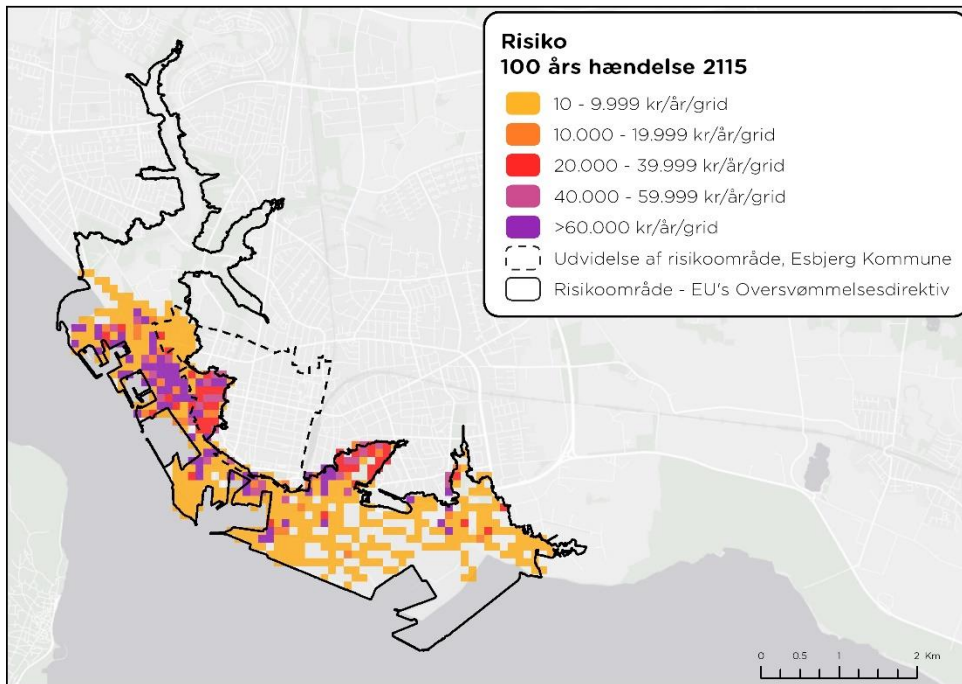 Risiko
100 års hændelse 2115
10 - 9.999 kr/år/grid
10.000 - 19.999 kr/år/grid
20.000 - 39.999 kr/år/grid
40.000 - 59.999 kr/år/grid
>60.000 kr/år/grid
Udvidelse af risikoområde, Esbjerg Kommune
Risikoområde - EU's Oversvømmelsesdirektiv
0 0.5 1 2 Km